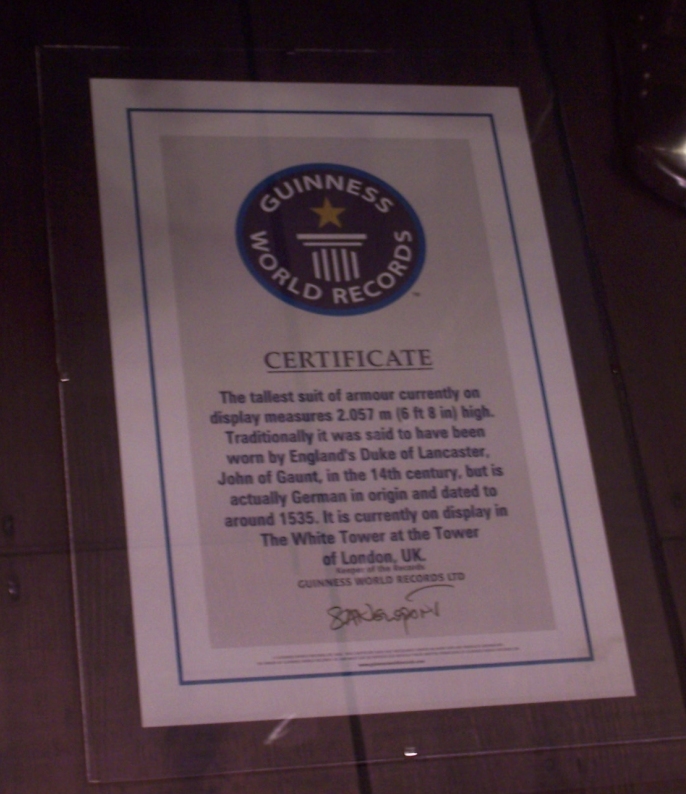 GUINNESS
WORLD RECORDS
™
CERTIFICATE
The tallest suit of armour currently on
display measures 2.057 m (6 ft 8 in) high.
Traditionally it was said to have been
worn by England's Duke of Lancaster,
John of Gaunt, in the 14th century, but is
actually German in origin and dated to
around 1535. It is currently on display in
The White Tower at the Tower
of London, UK.
Keeper of the Records
GUINNESS WORLD RECORDS LTD